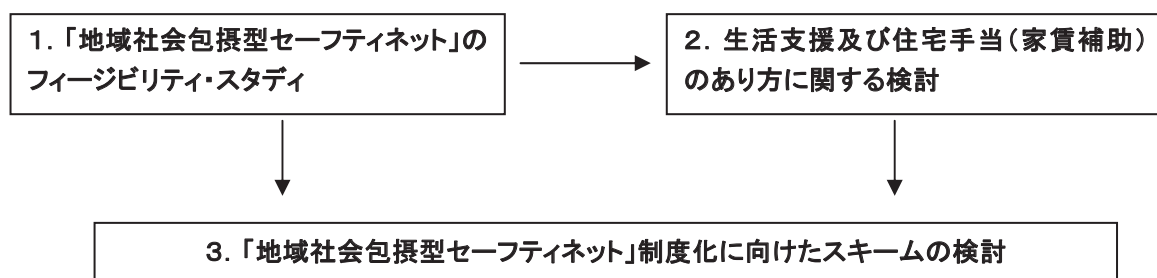 １．「地域社会包摂型セーフティネット」の
フィージビリティ・スタディ
２．生活支援及び住宅手当（家賃補助）
のあり方に関する検討
３．「地域社会包摂型セーフティネット」制度化に向けたスキームの検討